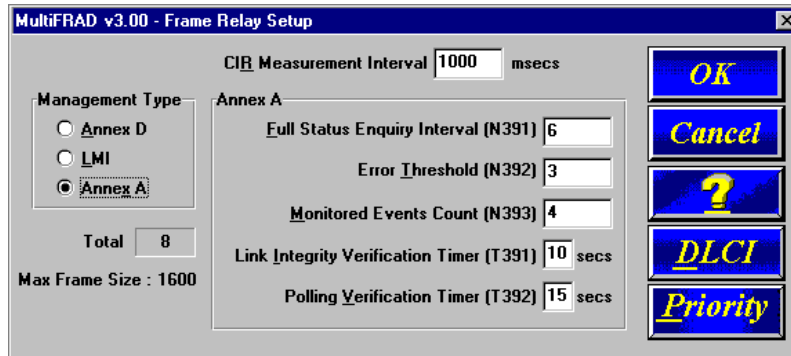 MultiFRAD v3.00 - Frame Relay Setup
CIR Measurement Interval 1000 msecs
Management Type
Annex D
LMI
Annex A
Total 8
Max Frame Size : 1600
Annex A
Full Status Enquiry Interval (N391) 6
Error Threshold (N392) 3
Monitored Events Count (N393) 4
Link Integrity Verification Timer (T391) 10 secs
Polling Verification Timer (T392) 15 secs
OK
Cancel
?
DLCI
Priority